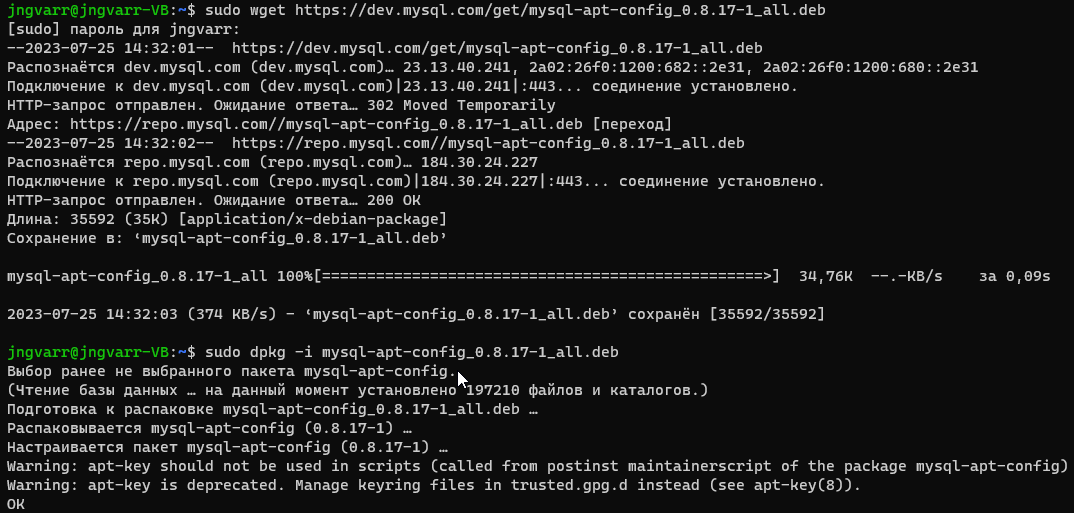 jngvarr@jngvarr-VB:~$ sudo wget https://dev.mysql.com/get/mysql-apt-config_0.8.17-1_all.deb
[sudo] пароль для jngvarr:
--2023-07-25 14:32:01--  https://dev.mysql.com/get/mysql-apt-config_0.8.17-1_all.deb
Распознаётся dev.mysql.com (dev.mysql.com)… 23.13.40.241, 2a02:26f0:1200:682::2e31, 2a02:26f0:1200:680::2e31
Подключение к dev.mysql.com (dev.mysql.com)|23.13.40.241|:443... соединение установлено.
HTTP-запрос отправлен. Ожидание ответа… 302 Moved Temporarily
Адрес: https://repo.mysql.com//mysql-apt-config_0.8.17-1_all.deb [переход]
--2023-07-25 14:32:02--  https://repo.mysql.com//mysql-apt-config_0.8.17-1_all.deb
Распознаётся repo.mysql.com (repo.mysql.com)… 184.30.24.227
Подключение к repo.mysql.com (repo.mysql.com)|184.30.24.227|:443... соединение установлено.
HTTP-запрос отправлен. Ожидание ответа… 200 OK
Длина: 35592 (35K) [application/x-debian-package]
Сохранение в: ‘mysql-apt-config_0.8.17-1_all.deb’
mysql-apt-config_0.8.17-1_all 100%[=================================================>]  34,76K  --.-KB/s    за 0,09s
2023-07-25 14:32:03 (374 KB/s) - ‘mysql-apt-config_0.8.17-1_all.deb’ сохранён [35592/35592]
jngvarr@jngvarr-VB:~$ sudo dpkg -i mysql-apt-config_0.8.17-1_all.deb
Выбор ранее не выбранного пакета mysql-apt-config.
(Чтение базы данных … на данный момент установлено 197210 файлов и каталогов.)
Подготовка к распаковке mysql-apt-config_0.8.17-1_all.deb …
Распаковывается mysql-apt-config (0.8.17-1) …
Настраивается пакет mysql-apt-config (0.8.17-1) …
Warning: apt-key should not be used in scripts (called from postinst maintainerscript of the package mysql-apt-config)
Warning: apt-key is deprecated. Manage keyring files in trusted.gpg.d instead (see apt-key(8)).
OK